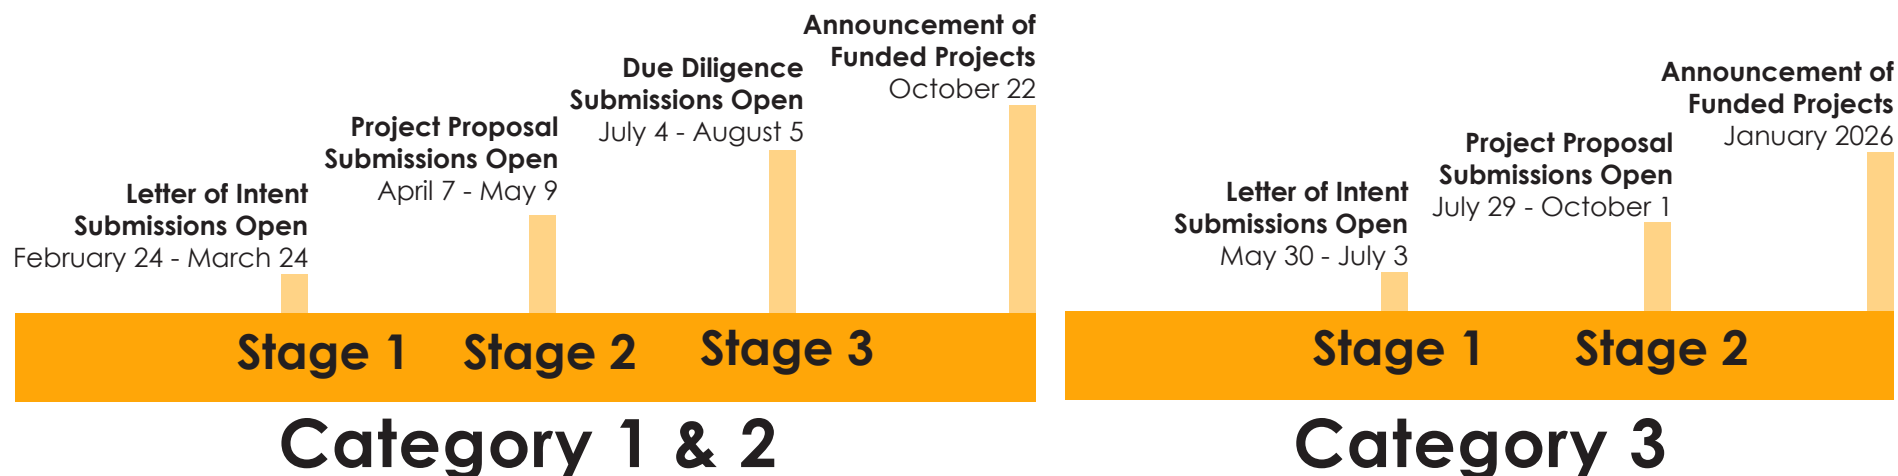 Letter of Intent
Submissions Open
February 24 - March 24
Project Proposal
Submissions Open
April 7 - May 9
Due Diligence
Submissions Open
July 4 - August 5
Announcement of
Funded Projects
October 22
Stage 1
Stage 2
Stage 3
Category 1 & 2
Letter of Intent
Submissions Open
May 30 - July 3
Project Proposal
Submissions Open
July 29 - October 1
Announcement of
Funded Projects
January 2026
Stage 1
Stage 2
Category 3